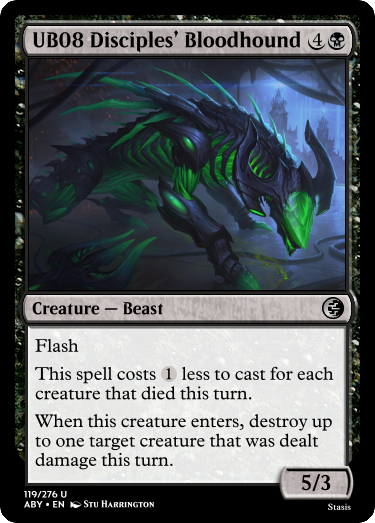 UB08 Disciples' Bloodhound 4
Creature — Beast
Flash
This spell costs 1 less to cast for each
creature that died this turn.
When this creature enters, destroy up
to one target creature that was dealt
damage this turn.
5/3
119/276 U
ABY • EN Stu Harrington
Stasis